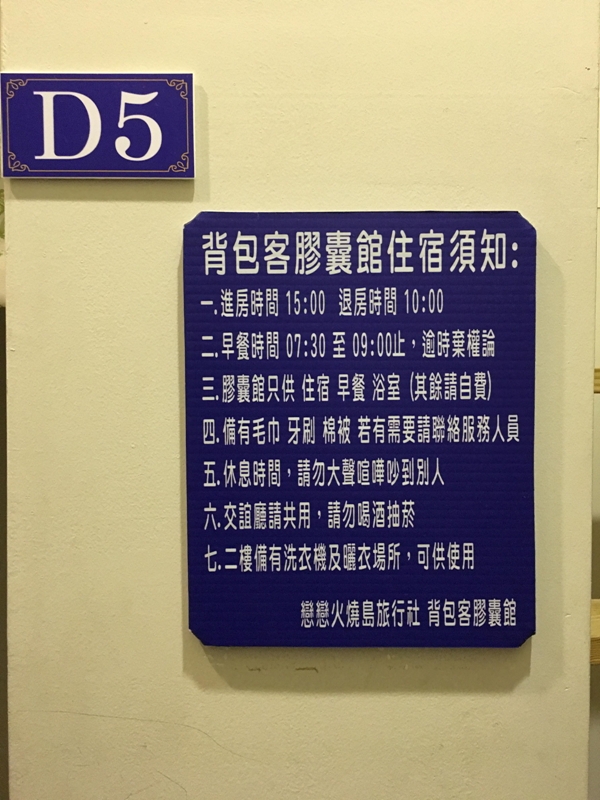 D5
背包客膠囊館住宿須知:
一.進房時間 15:00 退房時間 10:00
二.早餐時間 07:30 至 09:00止，逾時棄權論
三.膠囊館只供 住宿 早餐 浴室 (其餘請自費)
四.備有毛巾 牙刷 棉被 若有需要請聯絡服務人員
五.休息時間，請勿大聲喧嘩吵到別人
六.交誼廳請共用，請勿喝酒抽菸
七.二樓備有洗衣機及曬衣場所，可供使用
戀戀火燒島旅行社 背包客膠囊館